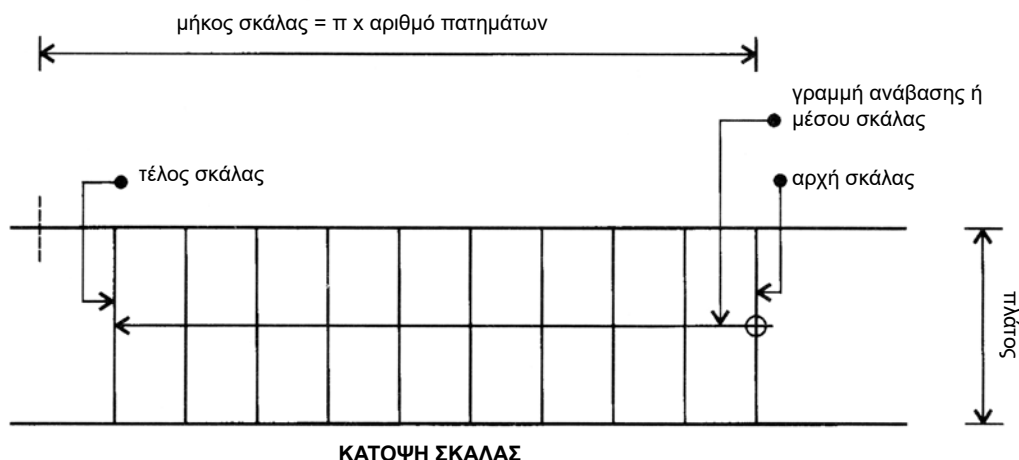 μήκος σκάλας = π x αριθμό πατημάτων
γραμμή ανάβασης ή
μέσου σκάλας
τέλος σκάλας
αρχή σκάλας
πλάτος
ΚΑΤΟΨΗ ΣΚΑΛΑΣ